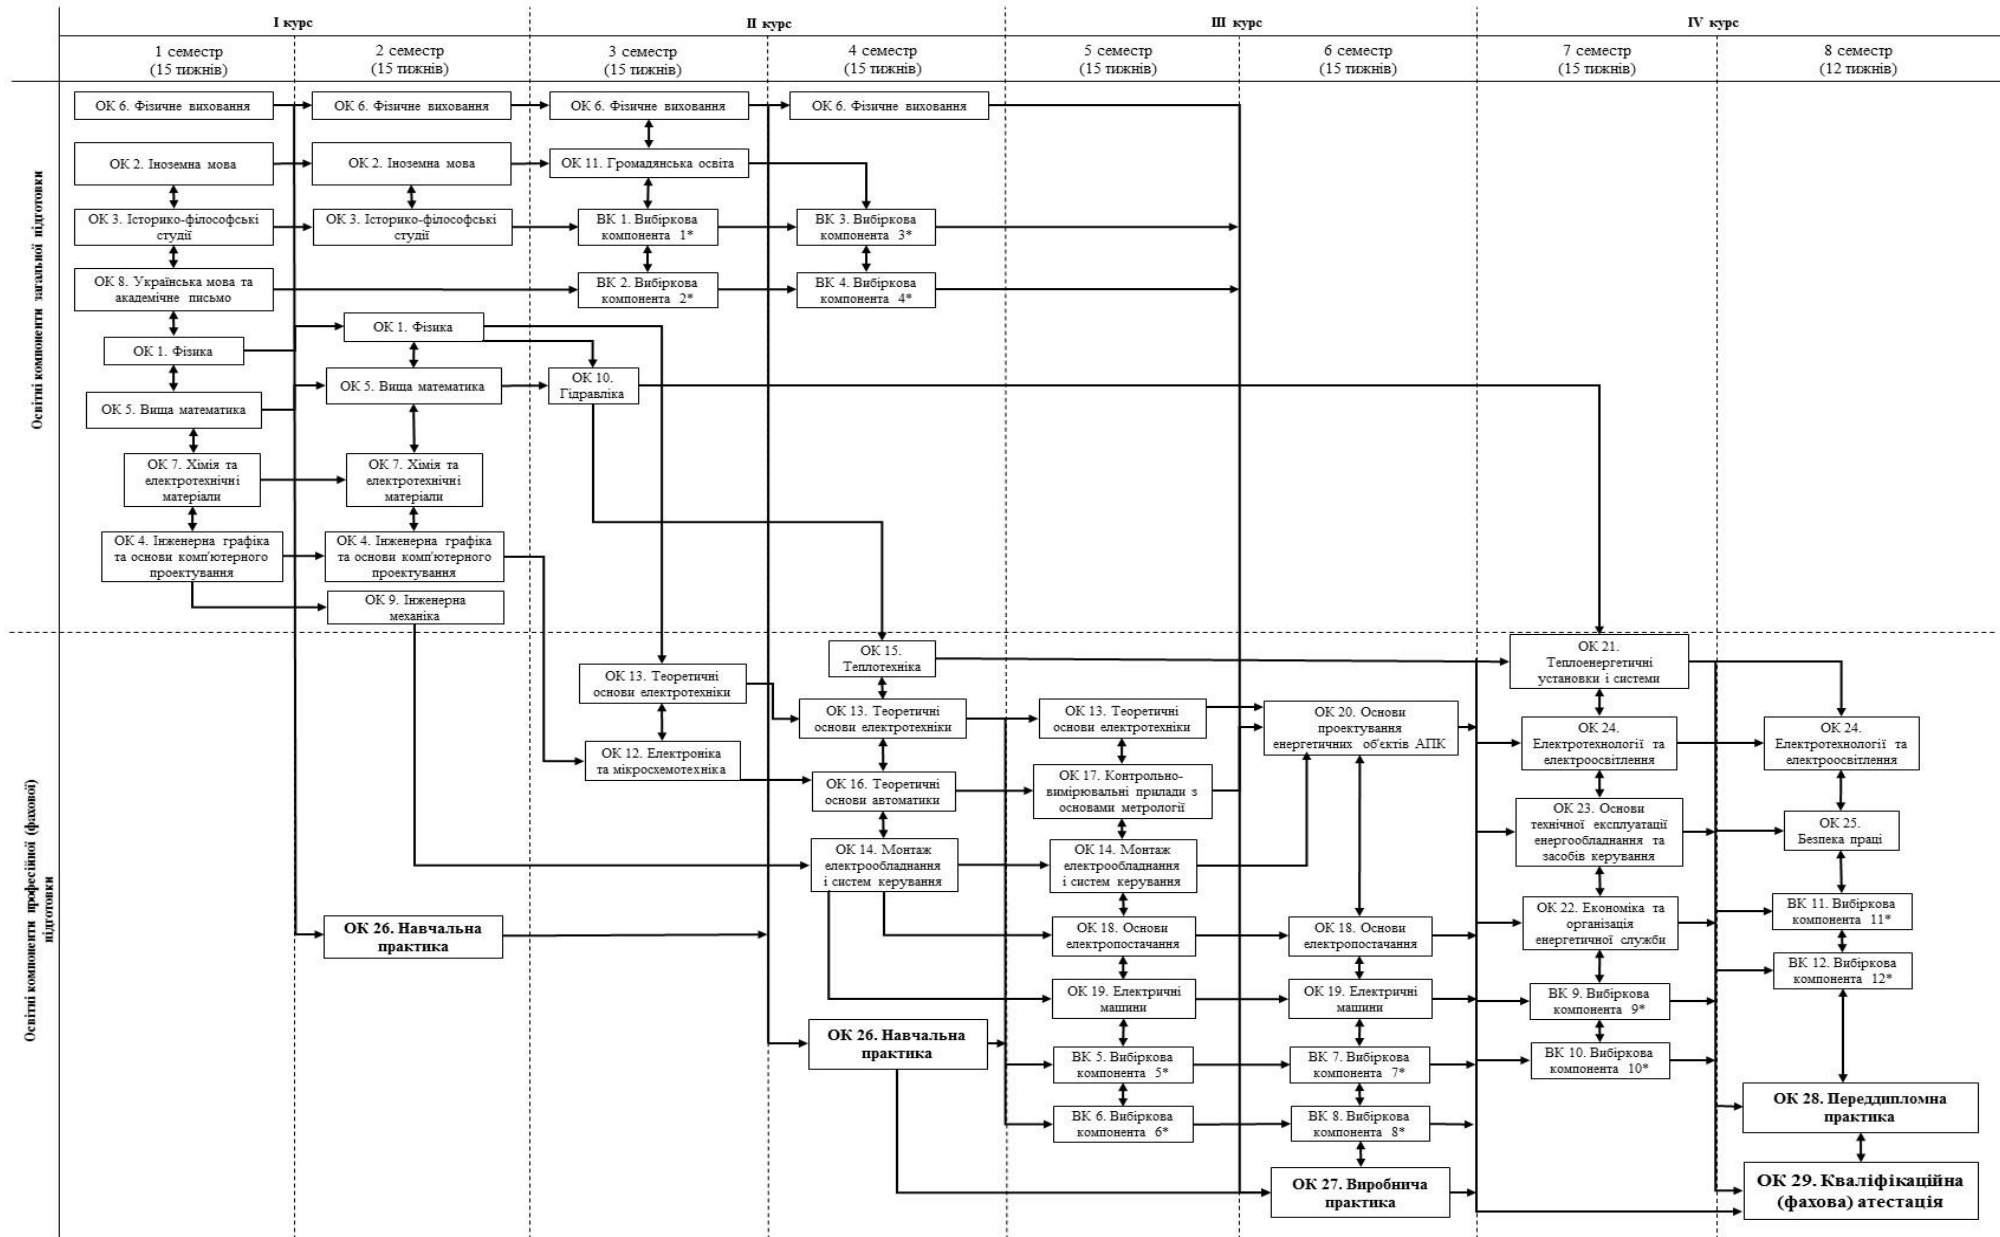 І курс
ІІ курс
ІІІ курс
IV курс
1 семестр
(15 тижнів)
2 семестр
(15 тижнів)
3 семестр
(15 тижнів)
4 семестр
(15 тижнів)
5 семестр
(15 тижнів)
6 семестр
(15 тижнів)
7 семестр
(15 тижнів)
8 семестр
(12 тижнів)
Освітні компоненти загальної підготовки
ОК 6. Фізичне виховання
ОК 2. Іноземна мова
ОК 3. Історико-філософські
студії
ОК 8. Українська мова та
академічне письмо
ОК 1. Фізика
ОК 5. Вища математика
ОК 7. Хімія та
електротехнічні
матеріали
ОК 4. Інженерна графіка
та основи комп'ютерного
проектування
ОК 6. Фізичне виховання
ОК 2. Іноземна мова
ОК 3. Історико-філософські
студії
ОК 1. Фізика
ОК 5. Вища математика
ОК 7. Хімія та
електротехнічні
матеріали
ОК 4. Інженерна графіка
та основи комп'ютерного
проектування
ОК 9. Інженерна
механіка
ОК 6. Фізичне виховання
ОК 11. Громадянська освіта
ВК 1. Вибіркова
компонента 1*
ВК 2. Вибіркова
компонента 2*
ОК 10.
Гідравліка
ОК 6. Фізичне виховання
ВК 3. Вибіркова
компонента 3*
ВК 4. Вибіркова
компонента 4*
Освітні компоненти професійної (фахової)
підготовки
ОК 26. Навчальна
практика
ОК 13. Теоретичні
основи електротехніки
ОК 12. Електроніка
та мікросхемотехніка
ОК 15.
Теплотехніка
ОК 13. Теоретичні
основи електротехніки
ОК 16. Теоретичні
основи автоматики
ОК 14. Монтаж
електрообладнання
і систем керування
ОК 26. Навчальна
практика
ОК 13. Теоретичні
основи електротехніки
ОК 17. Контрольно-
вимірювальні прилади з
основами метрології
ОК 14. Монтаж
електрообладнання
і систем керування
ОК 18. Основи
електропостачання
ОК 19. Електричні
машини
ВК 5. Вибіркова
компонента 5*
ВК 6. Вибіркова
компонента 6*
ОК 20. Основи
проектування
енергетичних об'єктів АПК
ОК 18. Основи
електропостачання
ОК 19. Електричні
машини
ВК 7. Вибіркова
компонента 7*
ВК 8. Вибіркова
компонента 8*
ОК 27. Виробнича
практика
ОК 21.
Теплоенергетичні
установки і системи
ОК 24.
Електротехнології та
електроосвітлення
ОК 23. Основи
технічної експлуатації
енергообладнання та
засобів керування
ОК 22. Економіка та
організація
енергетичної служби
ВК 9. Вибіркова
компонента 9*
ВК 10. Вибіркова
компонента 10*
ОК 24.
Електротехнології та
електроосвітлення
ОК 25.
Безпека праці
ВК 11. Вибіркова
компонента 11*
ВК 12. Вибіркова
компонента 12*
ОК 28. Переддипломна
практика
ОК 29. Кваліфікаційна
(фахова) атестація